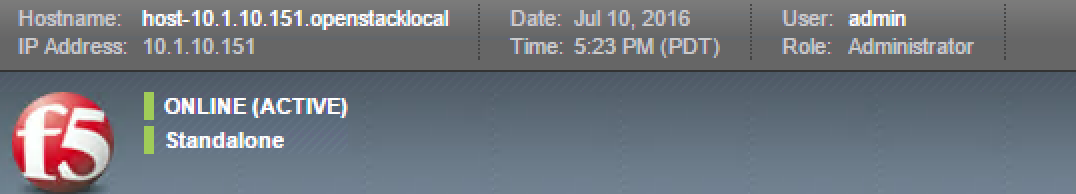 Hostname: host-10.1.10.151.openstacklocal Date: Jul 10, 2016 User: admin
IP Address: 10.1.10.151 Time: 5:23 PM (PDT) Role: Administrator
f5
ONLINE (ACTIVE)
Standalone